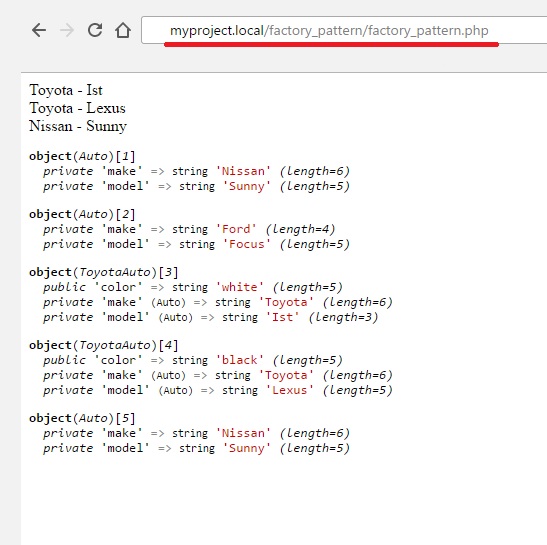 myproject.local/factory_pattern/factory_pattern.php
Toyota - Ist
Toyota - Lexus
Nissan - Sunny
object(Auto)[1]
private 'make' => string 'Nissan' (length=6)
private 'model' => string 'Sunny' (length=5)
object(Auto)[2]
private 'make' => string 'Ford' (length=4)
private 'model' => string 'Focus' (length=5)
object(ToyotaAuto)[3]
public 'color' => string 'white' (length=5)
private 'make' (Auto) => string 'Toyota' (length=6)
private 'model' (Auto) => string 'Ist' (length=3)
object(ToyotaAuto)[4]
public 'color' => string 'black' (length=5)
private 'make' (Auto) => string 'Toyota' (length=6)
private 'model' (Auto) => string 'Lexus' (length=5)
object(Auto)[5]
private 'make' => string 'Nissan' (length=6)
private 'model' => string 'Sunny' (length=5)